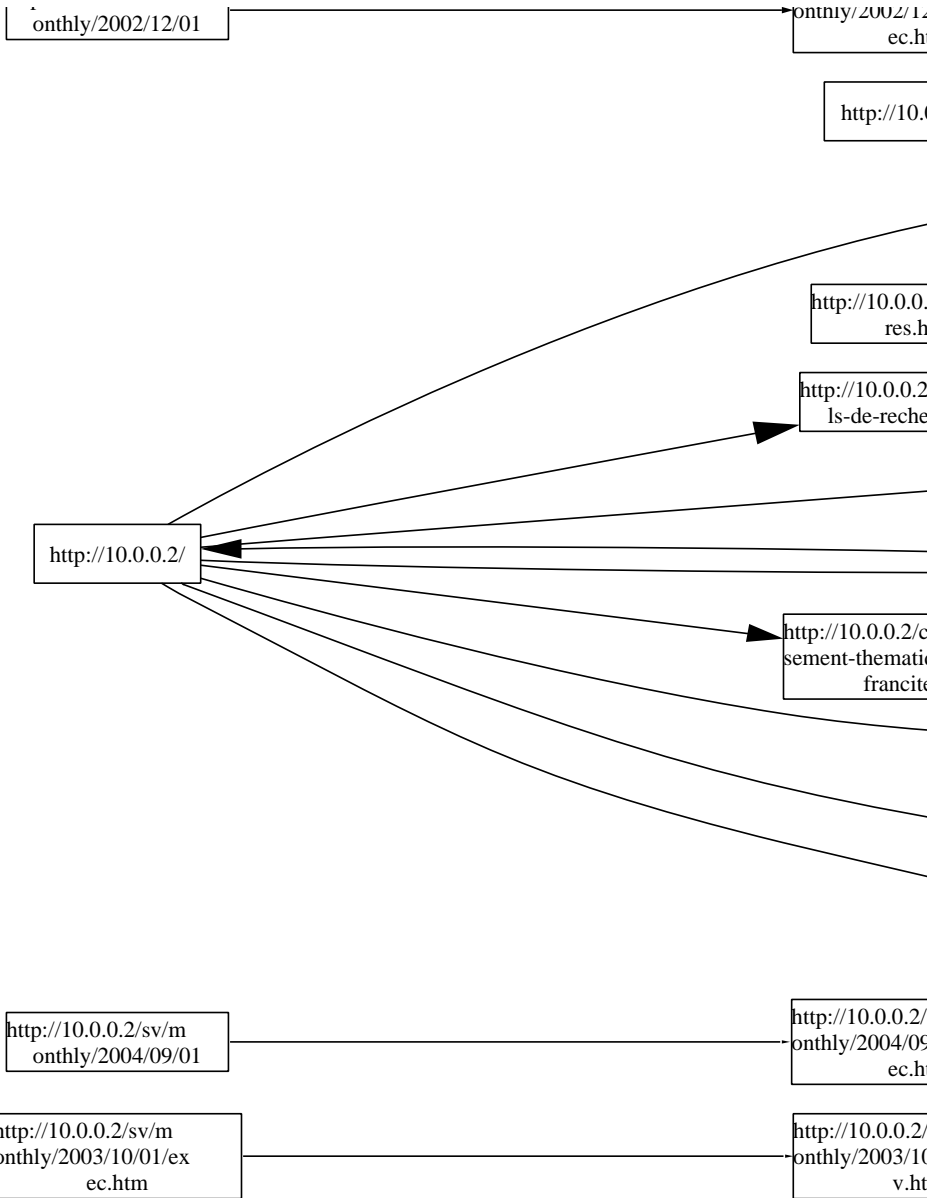 onthly/2002/12/01
onthly/2002/12
ec.ht
http://10.0
http://10.0.0.
res.h
http://10.0.0.2
ls-de-reche
http://10.0.0.2/
http://10.0.0.2/c
sement-thematic
francite
http://10.0.0.2/sv/m
onthly/2004/09/01
http://10.0.0.2/
onthly/2004/09
ec.ht
http://10.0.0.2/sv/m
onthly/2003/10/01/ex
ec.htm
http://10.0.0.2/
onthly/2003/10
v.ht